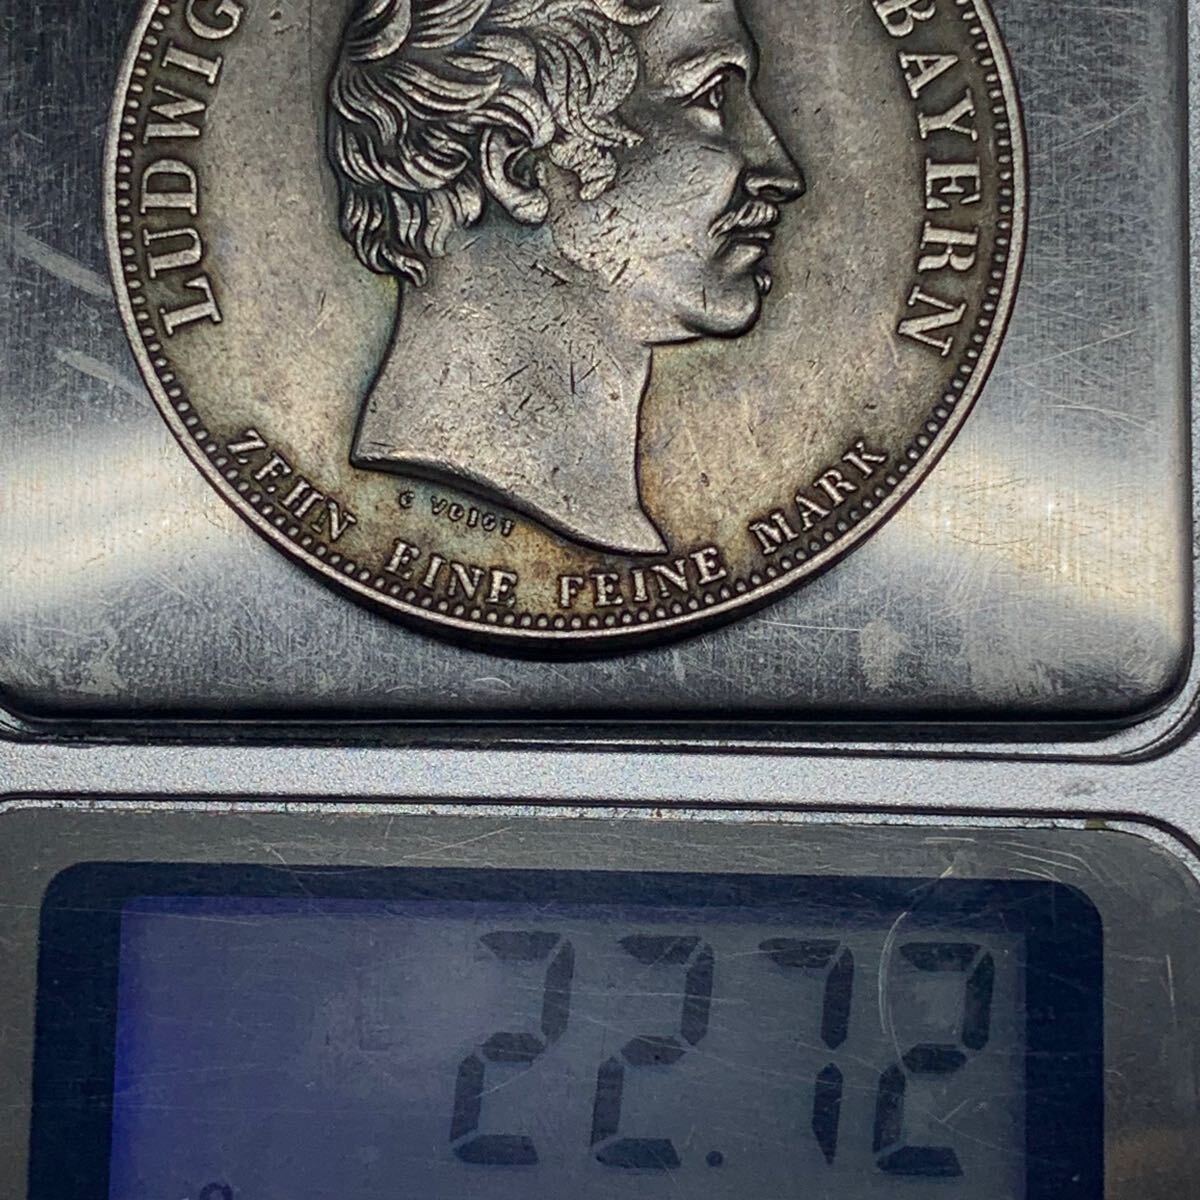 LUDWIG
BAYERN
ZEHN EINE FEINE MARK
C VOIGT
22.72